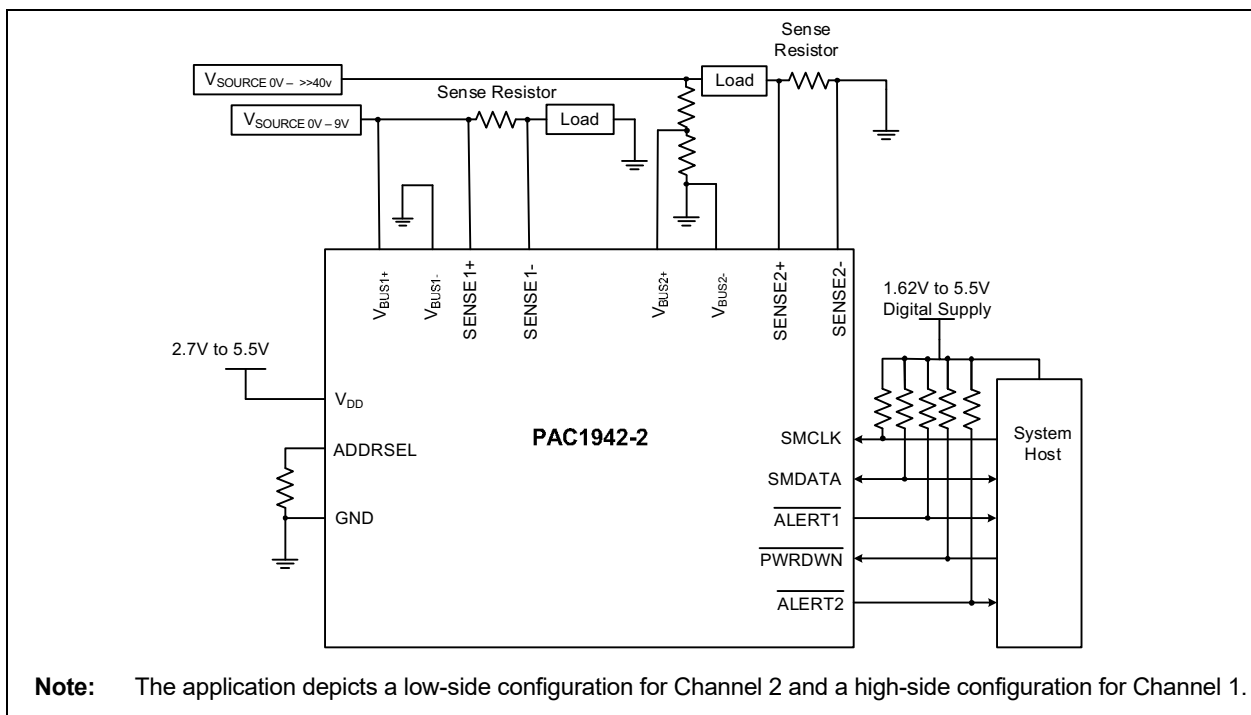 Sense
Resistor
VSOURCE 0V – >>40v
Load
Sense Resistor
VSOURCE 0V – 9V
Load
VBUS1+
VBUS1-
SENSE1+
SENSE1-
VBUS2+
VBUS2-
SENSE2+
SENSE2-
1.62V to 5.5V
Digital Supply
2.7V to 5.5V
VDD
ADDRSEL
GND
PAC1942-2
SMCLK
SMDATA
ALERT1
PWRDWN
ALERT2
System
Host
Note: The application depicts a low-side configuration for Channel 2 and a high-side configuration for Channel 1.